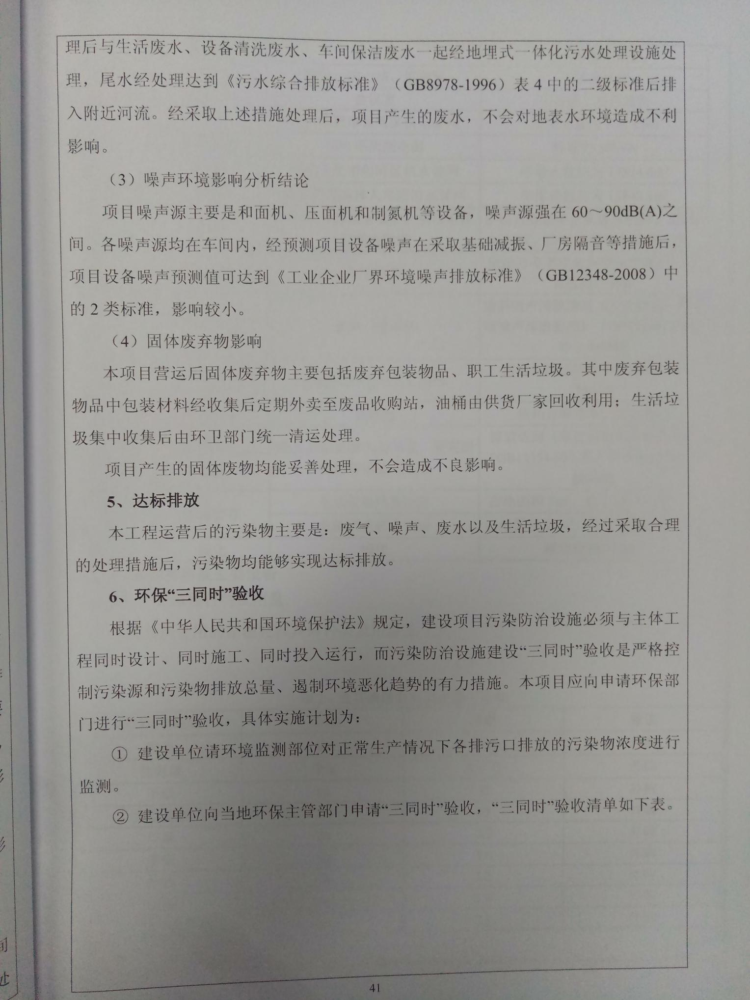 理后与生活废水、设备清洗废水、车间保洁废水一起经地埋式一体化污水处理设施处
理，尾水经处理达到《污水综合排放标准》（GB8978-1996）表 4 中的二级标准后排
入附近河流。经采取上述措施处理后，项目产生的废水，不会对地表水环境造成不利
影响。
（3）噪声环境影响分析结论
项目噪声源主要是和面机、压面机和制氮机等设备，噪声源强在 60～90dB(A)之
间。各噪声源均在车间内，经预测项目设备噪声在采取基础减振、厂房隔音等措施后，
项目设备噪声预测值可达到《工业企业厂界环境噪声排放标准》（GB12348-2008）中
的 2 类标准，影响较小。
（4）固体废弃物影响
本项目营运后固体废弃物主要包括废弃包装物品、职工生活垃圾。其中废弃包装
物品中包装材料经收集后定期外卖至废品收购站，油桶由供货厂家回收利用；生活垃
圾集中收集后由环卫部门统一清运处理。
项目产生的固体废物均能妥善处理，不会造成不良影响。
5、达标排放
本工程运营后的污染物主要是：废气、噪声、废水以及生活垃圾，经过采取合理
的处理措施后，污染物均能够实现达标排放。
6、环保“三同时”验收
根据《中华人民共和国环境保护法》规定，建设项目污染防治设施必须与主体工
程同时设计、同时施工、同时投入运行，而污染防治设施建设“三同时”验收是严格控
制污染源和污染物排放总量、遏制环境恶化趋势的有力措施。本项目应向申请环保部
门进行“三同时”验收，具体实施计划为：
① 建设单位请环境监测部位对正常生产情况下各排污口排放的污染物浓度进行
监测。
② 建设单位向当地环保主管部门申请“三同时”验收，“三同时”验收清单如下表。
41